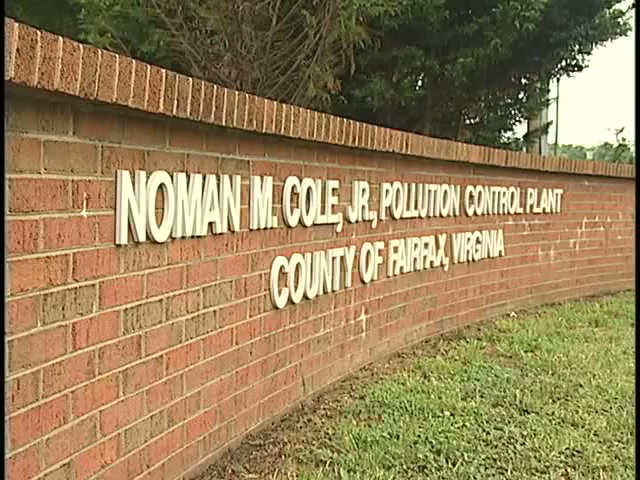 NOMAN M. COLE, JR., POLLUTION CONTROL PLANT
COUNTY OF FAIRFAX, VIRGINIA